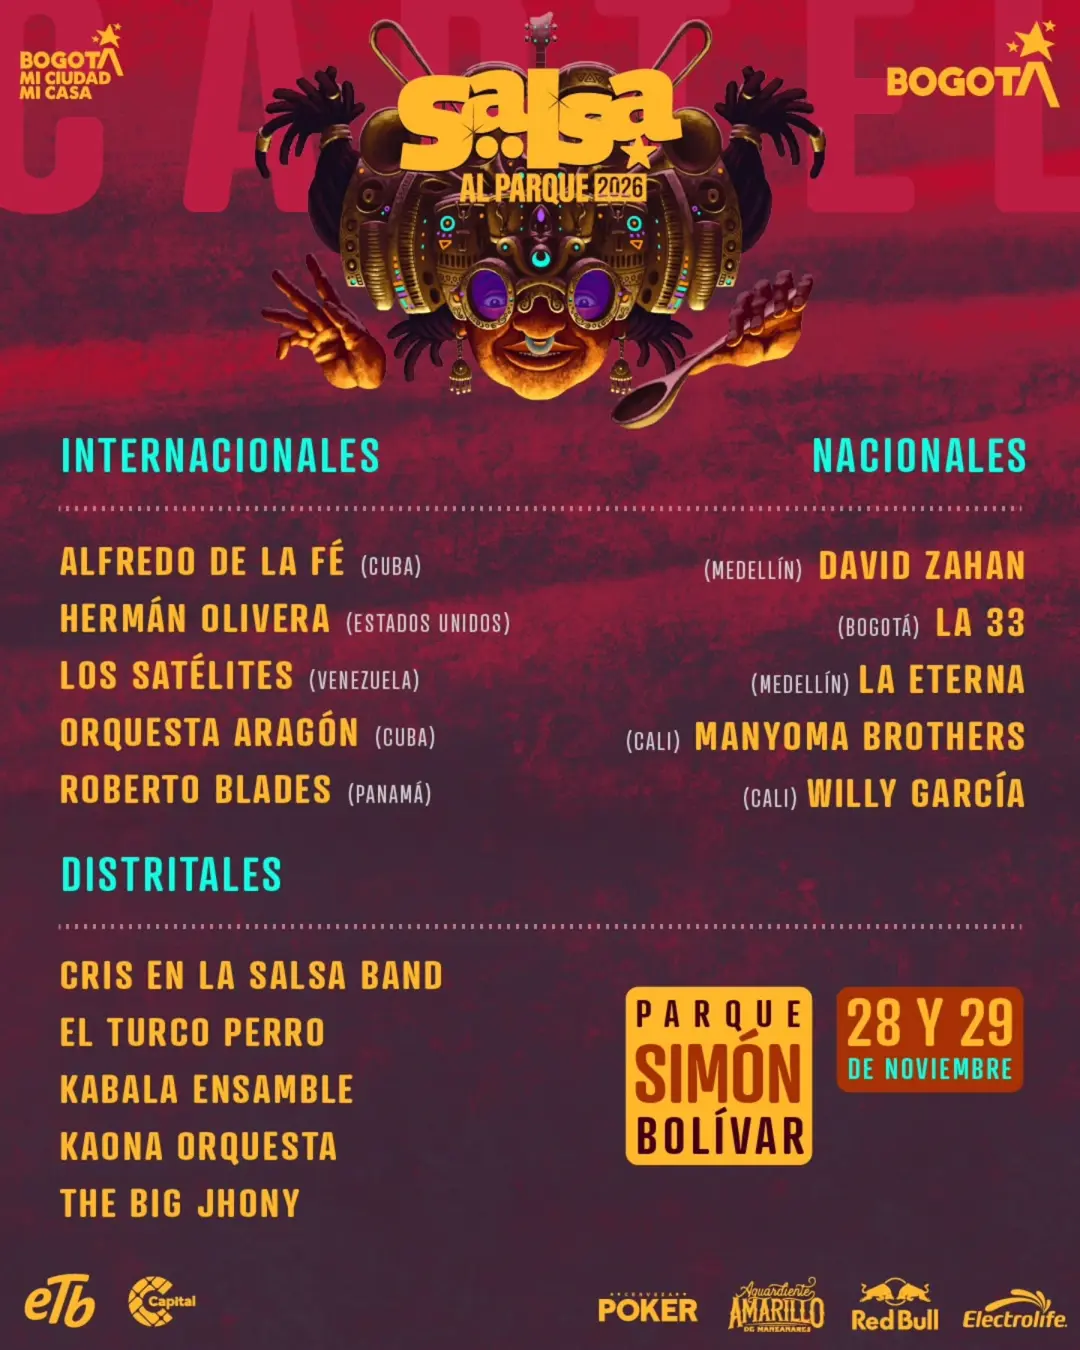 CARTEL
BOGOTÁ
MI CIUDAD
MI CASA
BOGOTÁ
Salsa
AL PARQUE 2026
INTERNACIONALES
ALFREDO DE LA FÉ (CUBA)
HERMÁN OLIVERA (ESTADOS UNIDOS)
LOS SATÉLITES (VENEZUELA)
ORQUESTA ARAGÓN (CUBA)
ROBERTO BLADES (PANAMÁ)
NACIONALES
(MEDELLÍN) DAVID ZAHAN
(BOGOTÁ) LA 33
(MEDELLÍN) LA ETERNA
(CALI) MANYOMA BROTHERS
(CALI) WILLY GARCÍA
DISTRITALES
CRIS EN LA SALSA BAND
EL TURCO PERRO
KABALA ENSAMBLE
KAONA ORQUESTA
THE BIG JHONY
PARQUE
SIMÓN
BOLÍVAR
28 Y 29
DE NOVIEMBRE
eTb
Capital
CERVEZA
POKER
Aguardiente
AMARILLO
DE MANZANARES
Red Bull
Electrolife.